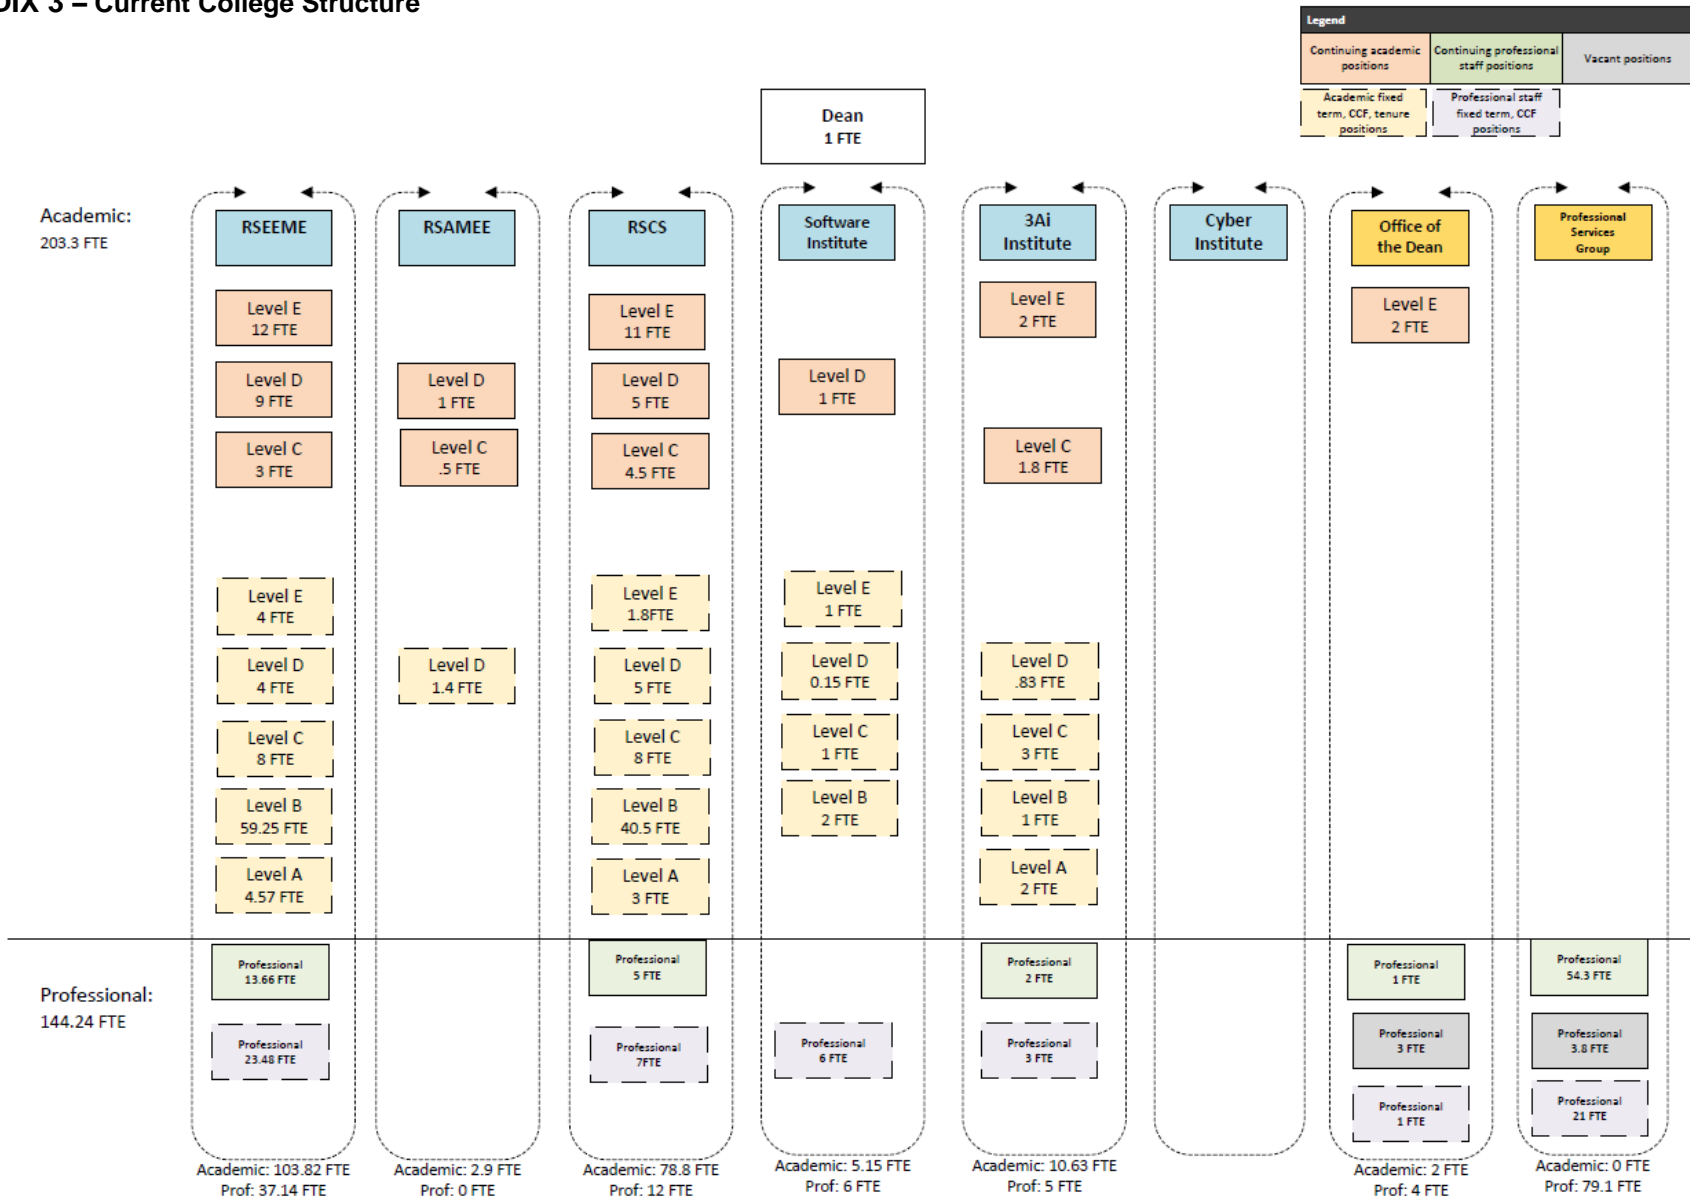 DIX 3 – Current College Structure
Legend
Continuing academic
positions
Continuing professional
staff positions
Vacant positions
Academic fixed
term, CCF, tenure
positions
Professional staff
fixed term, CCF
positions
Dean
1 FTE
Academic:
203.3 FTE
RSEEME
RSAMEE
RSCS
Software
Institute
3Ai
Institute
Cyber
Institute
Office of
the Dean
Professional
Services
Group
Level E
12 FTE
Level E
11 FTE
Level E
2 FTE
Level E
2 FTE
Level D
9 FTE
Level D
1 FTE
Level D
5 FTE
Level D
1 FTE
Level C
3 FTE
Level C
.5 FTE
Level C
4.5 FTE
Level C
1.8 FTE
Level E
4 FTE
Level E
1.8FTE
Level E
1 FTE
Level D
4 FTE
Level D
1.4 FTE
Level D
5 FTE
Level D
0.15 FTE
Level D
.83 FTE
Level C
8 FTE
Level C
8 FTE
Level C
1 FTE
Level C
3 FTE
Level B
59.25 FTE
Level B
40.5 FTE
Level B
2 FTE
Level B
1 FTE
Level A
4.57 FTE
Level A
3 FTE
Level A
2 FTE
Professional:
144.24 FTE
Professional
13.66 FTE
Professional
5 FTE
Professional
2 FTE
Professional
1 FTE
Professional
54.3 FTE
Professional
23.48 FTE
Professional
7FTE
Professional
6 FTE
Professional
3 FTE
Professional
3 FTE
Professional
3.8 FTE
Professional
1 FTE
Professional
21 FTE
Academic: 103.82 FTE
Prof: 37.14 FTE
Academic: 2.9 FTE
Prof: 0 FTE
Academic: 78.8 FTE
Prof: 12 FTE
Academic: 5.15 FTE
Prof: 6 FTE
Academic: 10.63 FTE
Prof: 5 FTE
Academic: 2 FTE
Prof: 4 FTE
Academic: 0 FTE
Prof: 79.1 FTE